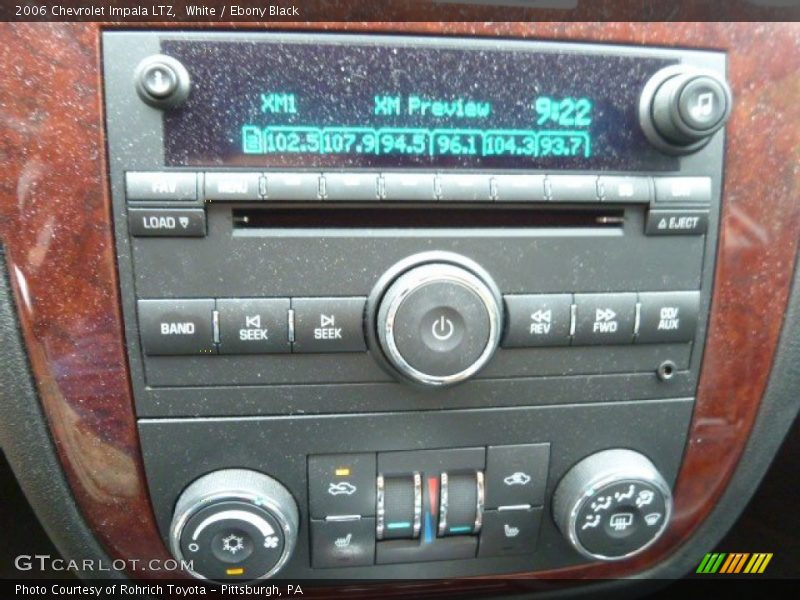 2006 Chevrolet Impala LTZ, White / Ebony Black
XM1 XM Preview 9:22
102.5 107.9 94.5 96.1 104.3 93.7
FAV MENU
LOAD EJECT
BAND SEEK SEEK REV FWD CD/AUX
GTCARLOT.COM
Photo Courtesy of Rohrich Toyota - Pittsburgh, PA